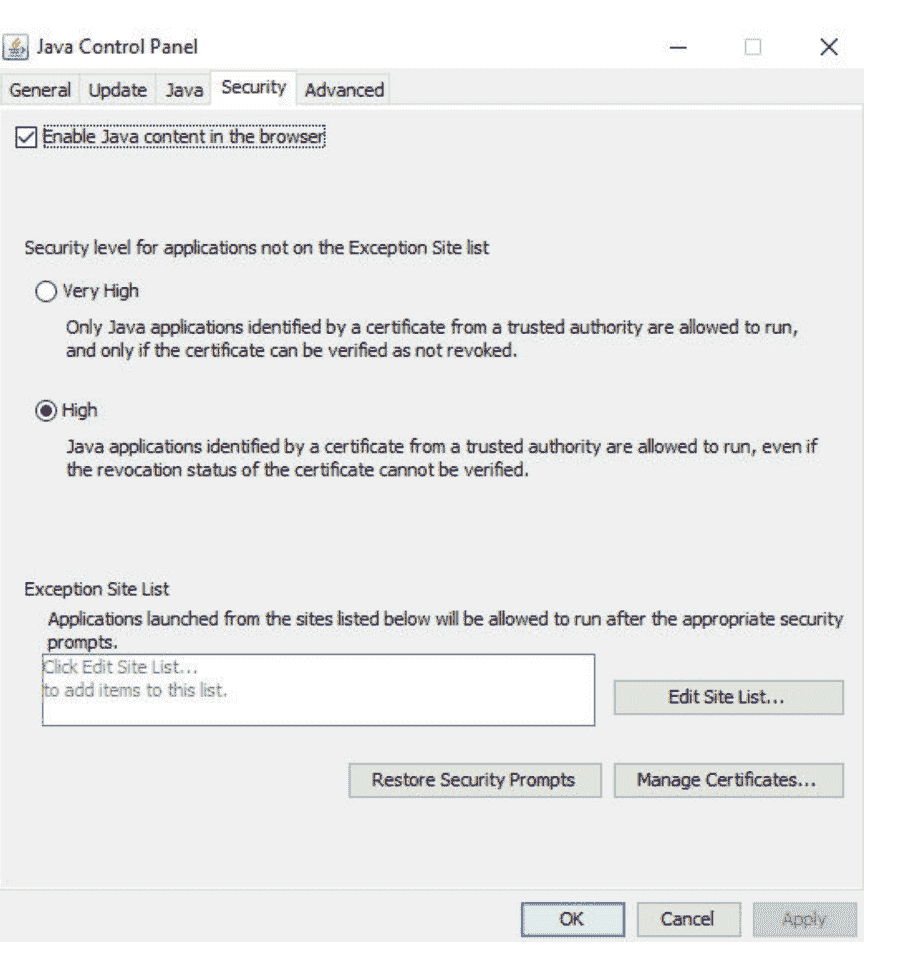 Java Control Panel
General Update Java Security Advanced
Enable Java content in the browser
Security level for applications not on the Exception Site list
Very High
Only Java applications identified by a certificate from a trusted authority are allowed to run,
and only if the certificate can be verified as not revoked.
High
Java applications identified by a certificate from a trusted authority are allowed to run, even if
the revocation status of the certificate cannot be verified.
Exception Site List
Applications launched from the sites listed below will be allowed to run after the appropriate security
prompts.
Click Edit Site List...
to add items to this list.
Edit Site List...
Restore Security Prompts Manage Certificates...
OK Cancel Apply